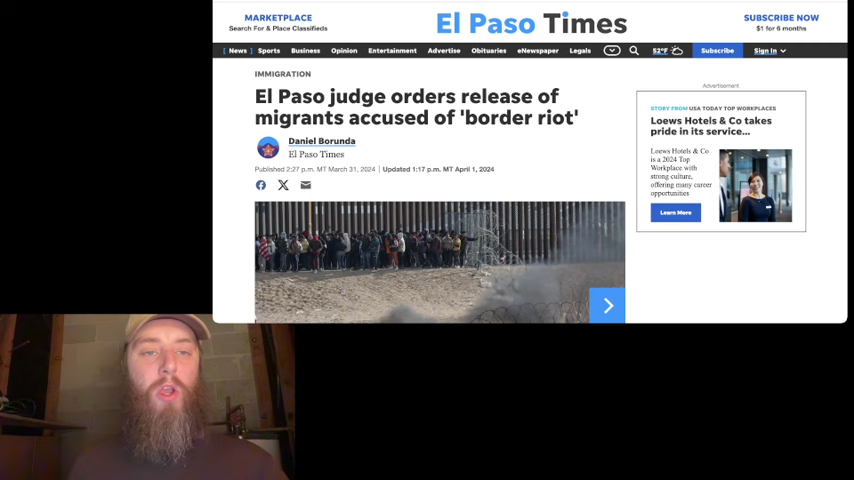 MARKETPLACE
Search For & Place Classifieds
El Paso Times
SUBSCRIBE NOW
$1 for 6 months
News Sports Business Opinion Entertainment Advertise Obituaries eNewspaper Legals 52°F Subscribe Sign In
IMMIGRATION
El Paso judge orders release of
migrants accused of 'border riot'
Daniel Borunda
El Paso Times
Published 2:27 p.m. MT March 31, 2024 | Updated 1:17 p.m. MT April 1, 2024
Advertisement
STORY FROM USA TODAY TOP WORKPLACES
Loews Hotels & Co takes
pride in its service...
Loews Hotels & Co
is a 2024 Top
Workplace with
strong culture,
offering many career
opportunities
Learn More